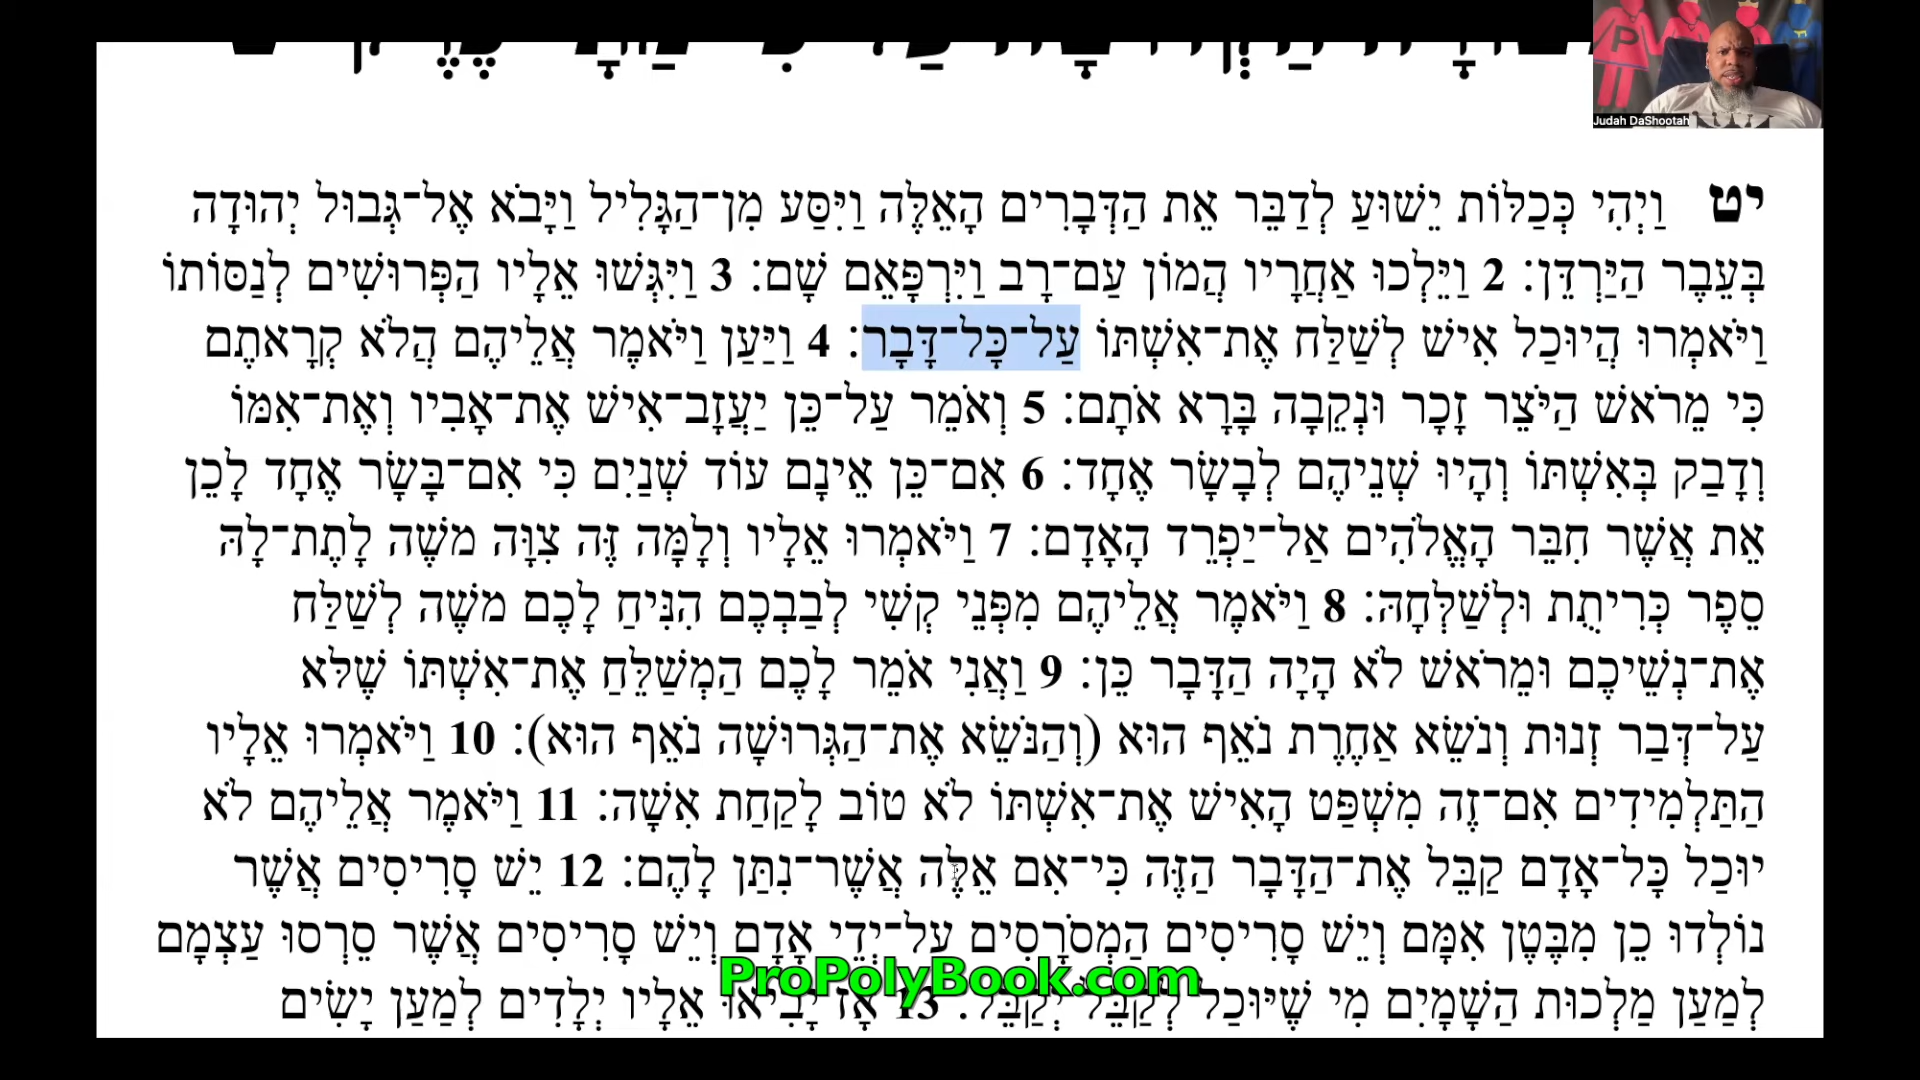 Judah DaShootah
יט וַיְהִי כְּכַלּוֹת יֵשׁוּעַ לְדַבֵּר אֵת הַדְּבָרִים הָאֵלֶּה וַיִּסַּע מִן־הַגָּלִיל וַיָּבֹא אֶל־גְּבוּל יְהוּדָה
בְּעֵבֶר הַיַּרְדֵּן׃ 2 וַיֵּלְכוּ אַחֲרָיו הֲמוֹן עַם־רָב וַיִּרְפָּאֵם שָׁם׃ 3 וַיִּגְּשׁוּ אֵלָיו הַפְּרוּשִׁים לְנַסּוֹתוֹ
וַיֹּאמְרוּ הֲיוּכַל אִישׁ לְשַׁלַּח אֶת־אִשְׁתּוֹ עַל־כָּל־דָּבָר׃ 4 וַיַּעַן וַיֹּאמֶר אֲלֵיהֶם הֲלֹא קְרָאתֶם
כִּי מֵרֹאשׁ הַיֹּצֵר זָכָר וּנְקֵבָה בָּרָא אֹתָם׃ 5 וְאֹמֵר עַל־כֵּן יַעֲזָב־אִישׁ אֶת־אָבִיו וְאֶת־אִמּוֹ
וְדָבַק בְּאִשְׁתּוֹ וְהָיוּ שְׁנֵיהֶם לְבָשָׂר אֶחָד׃ 6 אִם־כֵּן אֵינָם עוֹד שְׁנַיִם כִּי אִם־בָּשָׂר אֶחָד לָכֵן
אֵת אֲשֶׁר חִבֵּר הָאֱלֹהִים אַל־יַפְרֵד הָאָדָם׃ 7 וַיֹּאמְרוּ אֵלָיו וְלָמָּה זֶּה צִוָּה משֶׁה לָתֶת־לָהּ
סֵפֶר כְּרִיתֻת וּלְשַׁלְּחָהּ׃ 8 וַיֹּאמֶר אֲלֵיהֶם מִפְּנֵי קְשִׁי לְבַבְכֶם הִנִּיחַ לָכֶם משֶׁה לְשַׁלַּח
אֶת־נְשֵׁיכֶם וּמֵרֹאשׁ לֹא הָיָה הַדָּבָר כֵּן׃ 9 וַאֲנִי אֹמֵר לָכֶם הַמְשַׁלֵּחַ אֶת־אִשְׁתּוֹ שֶׁלֹּא
עַל־דְּבַר זְנוּת וְנֹשֵׂא אַחֶרֶת נֹאֵף הוּא (וְהַנֹּשֵׂא אֶת־הַגְּרוּשָׁה נֹאֵף הוּא)׃ 10 וַיֹּאמְרוּ אֵלָיו
הַתַּלְמִידִים אִם־זֶה מִשְׁפַּט הָאִישׁ אֶת־אִשְׁתּוֹ לֹא טוֹב לָקַחַת אִשָּׁה׃ 11 וַיֹּאמֶר אֲלֵיהֶם לֹא
יוּכַל כָּל־אָדָם קַבֵּל אֶת־הַדָּבָר הַזֶּה כִּי־אִם אֵלֶּה אֲשֶׁר־נִתַּן לָהֶם׃ 12 יֵשׁ סָרִיסִים אֲשֶׁר
נוֹלְדוּ כֵן מִבֶּטֶן אִמָּם וְיֵשׁ סָרִיסִים הַמְסֹרָסִים עַל־יְדֵי אָדָם וְיֵשׁ סָרִיסִים אֲשֶׁר סֵרְסוּ עַצְמָם
ProPolyBook.com
לְמַעַן מַלְכוּת הַשָּׁמָיִם מִי שֶׁיּוּכַל לְקַבֵּל יְקַבֵּל׃ 13 אָז יָבִיאוּ אֵלָיו יְלָדִים לְמַעַן יָשִׂים